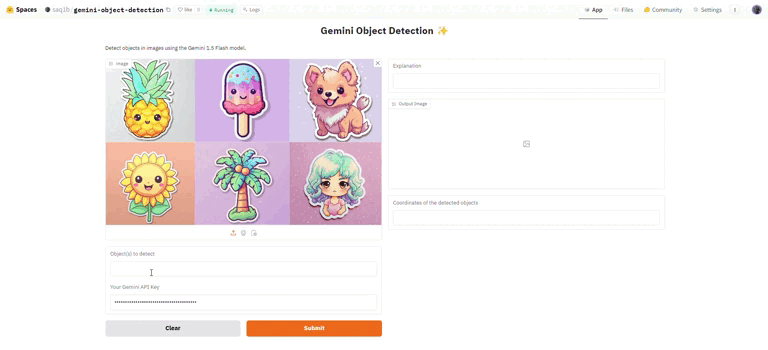 Spaces
saqib/gemini-object-detection
like
0
Running
Logs
App
Files
Community
Settings
Gemini Object Detection ✨
Detect objects in images using the Gemini 1.5 Flash model.
Image
Explanation
Output Image
Coordinates of the detected objects
Object(s) to detect
Your Gemini API Key
Clear
Submit